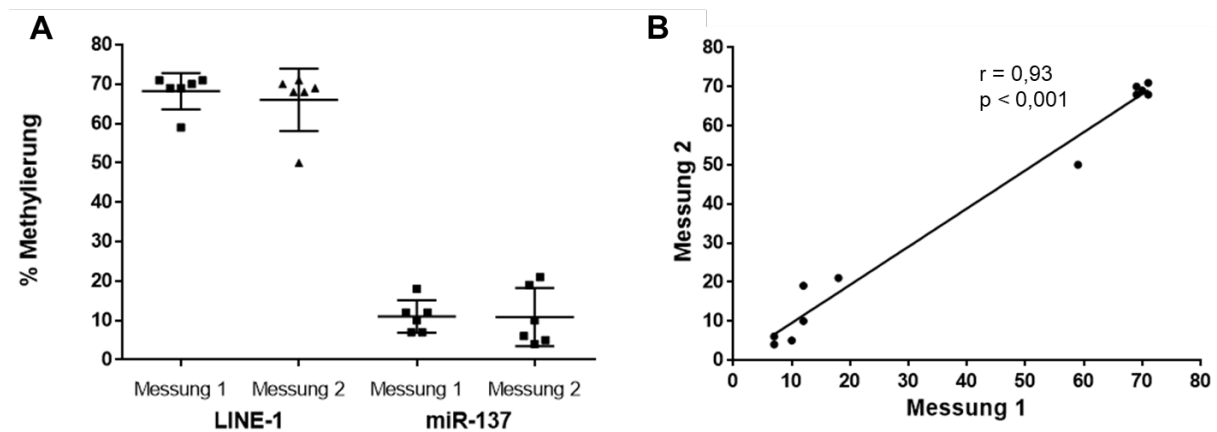 A
% Methylierung
80
70
60
50
40
30
20
10
0
Messung 1 Messung 2 Messung 1 Messung 2
LINE-1 miR-137
B
Messung 2
80
70
60
50
40
30
20
10
0
r = 0,93
p < 0,001
0 10 20 30 40 50 60 70 80
Messung 1